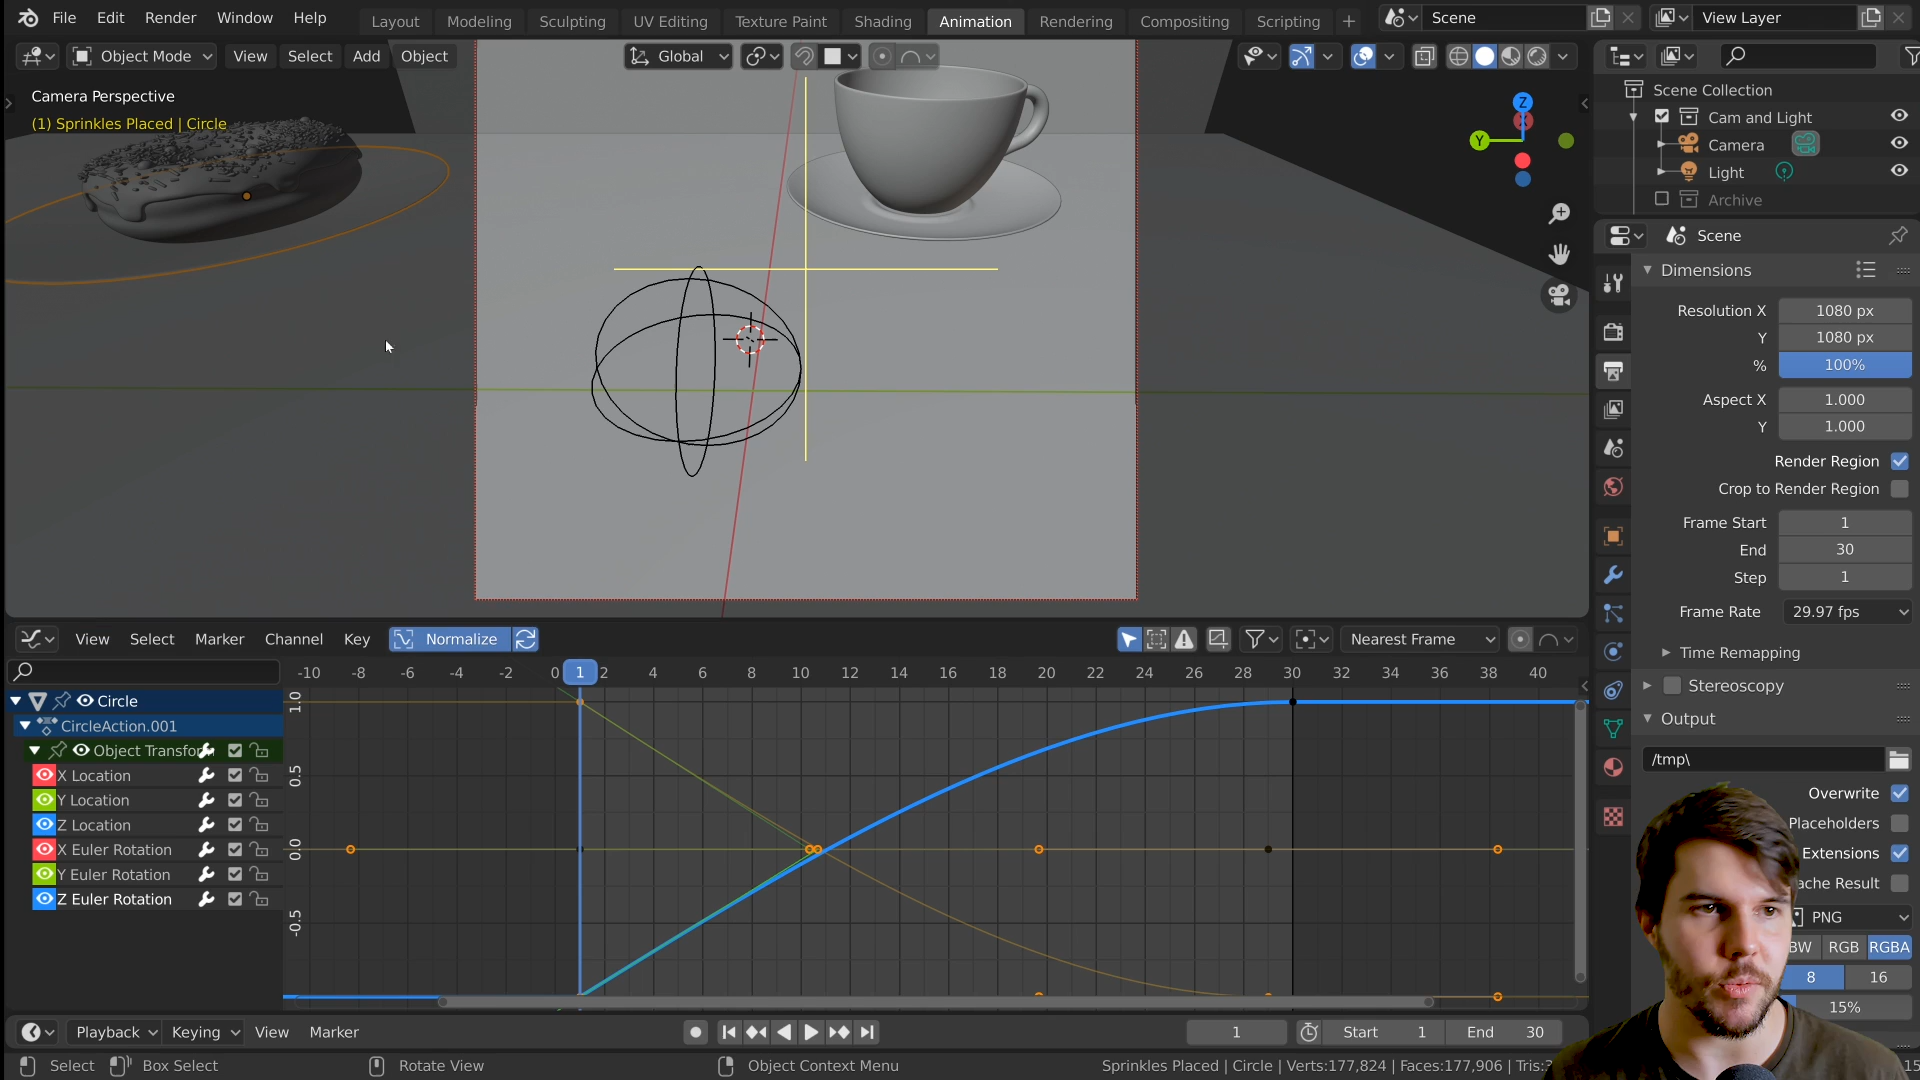 File Edit Render Window Help
Layout Modeling Sculpting UV Editing Texture Paint Shading Animation Rendering Compositing Scripting +
Scene
View Layer
Object Mode View Select Add Object
Global
Camera Perspective
(1) Sprinkles Placed | Circle
Z
Y
Scene Collection
Cam and Light
Camera
Light
Archive
Scene
Dimensions
Resolution X 1080 px
Y 1080 px
% 100%
Aspect X 1.000
Y 1.000
Render Region
Crop to Render Region
Frame Start 1
End 30
Step 1
Frame Rate 29.97 fps
Time Remapping
Stereoscopy
Output
/tmp\
Overwrite
Placeholders
Extensions
ache Result
PNG
BW RGB RGBA
8 16
15%
View Select Marker Channel Key Normalize
Nearest Frame
-10 -8 -6 -4 -2 0 1 2 4 6 8 10 12 14 16 18 20 22 24 26 28 30 32 34 36 38 40
1.0
0.5
0.0
-0.5
Circle
CircleAction.001
Object Transfor
X Location
Y Location
Z Location
X Euler Rotation
Y Euler Rotation
Z Euler Rotation
Playback Keying View Marker
1
Start 1
End 30
Select Box Select Rotate View Object Context Menu
Sprinkles Placed | Circle | Verts:177,824 | Faces:177,906 | Tris:3